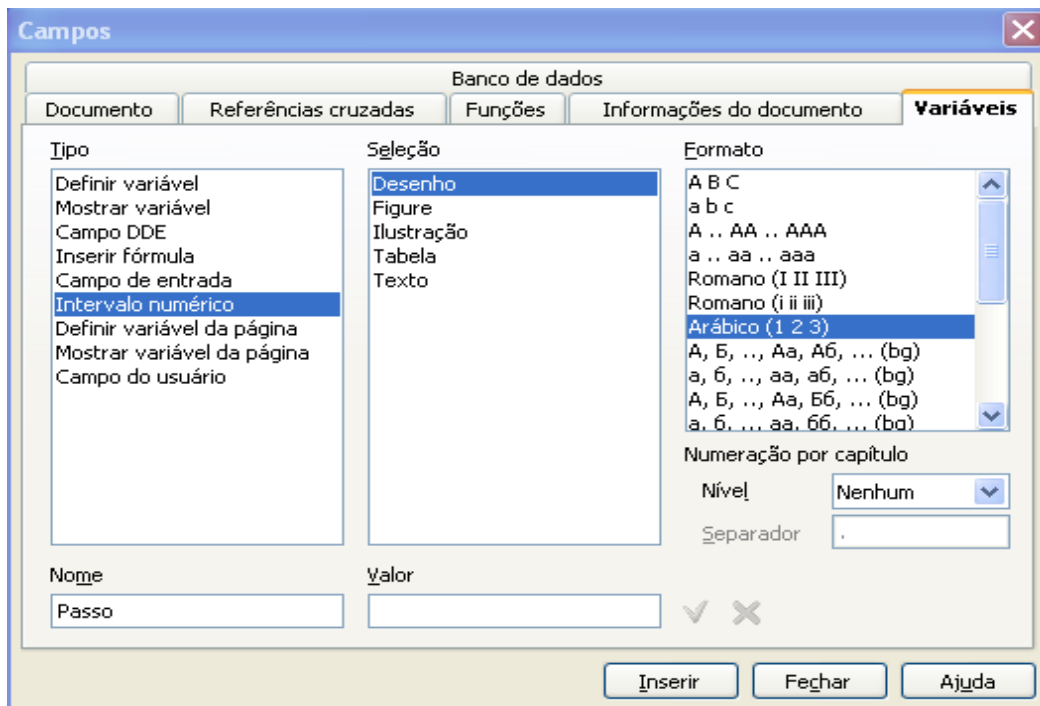 Campos
Banco de dados
Documento
Referências cruzadas
Funções
Informações do documento
Variáveis
Tipo
Definir variável
Mostrar variável
Campo DDE
Inserir fórmula
Campo de entrada
Intervalo numérico
Definir variável da página
Mostrar variável da página
Campo do usuário
Seleção
Desenho
Figure
Ilustração
Tabela
Texto
Formato
A B C
a b c
A .. AA .. AAA
a .. aa .. aaa
Romano (I II III)
Romano (i ii iii)
Arábico (1 2 3)
А, Б, .., Аа, Аб, ... (bg)
а, б, .., аа, аб, ... (bg)
А, Б, .., Аа, Бб, ... (bg)
а, б, .., аа, бб, ... (bg)
Numeração por capítulo
Nível
Nenhum
Separador
.
Nome
Passo
Valor
Inserir
Fechar
Ajuda